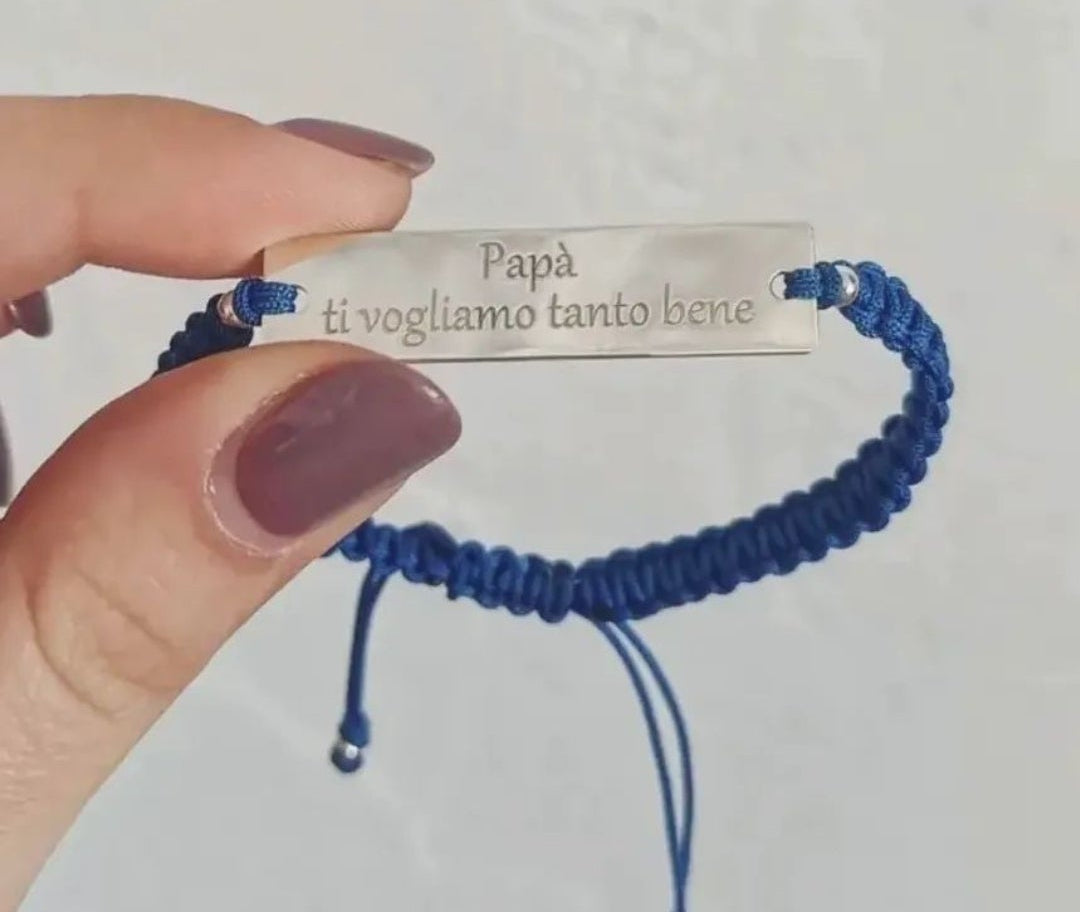 Papà
ti vogliamo tanto bene